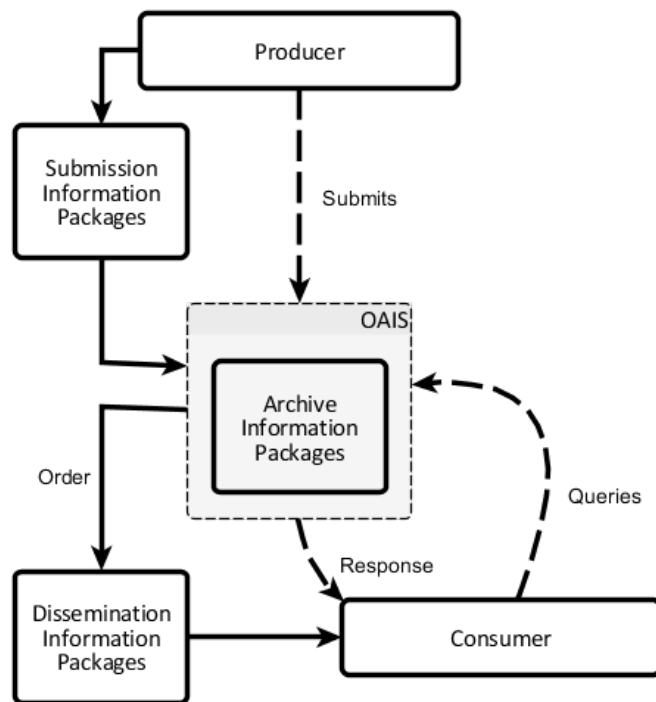 Producer
Submission
Information
Packages
Submits
OAIS
Archive
Information
Packages
Order
Queries
Response
Dissemination
Information
Packages
Consumer